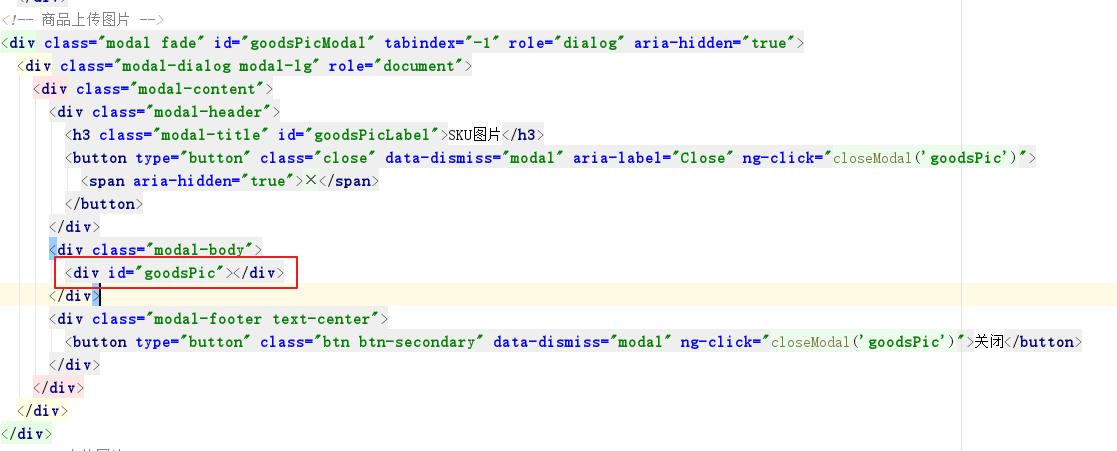 <!-- 商品上传图片 -->
<div class="modal fade" id="goodsPicModal" tabindex="-1" role="dialog" aria-hidden="true">
<div class="modal-dialog modal-lg" role="document">
<div class="modal-content">
<div class="modal-header">
<h3 class="modal-title" id="goodsPicLabel">SKU图片</h3>
<button type="button" class="close" data-dismiss="modal" aria-label="Close" ng-click="closeModal('goodsPic')">
<span aria-hidden="true">×</span>
</button>
</div>
<div class="modal-body">
<div id="goodsPic"></div>
</div>
<div class="modal-footer text-center">
<button type="button" class="btn btn-secondary" data-dismiss="modal" ng-click="closeModal('goodsPic')">关闭</button>
</div>
</div>
</div>
</div>